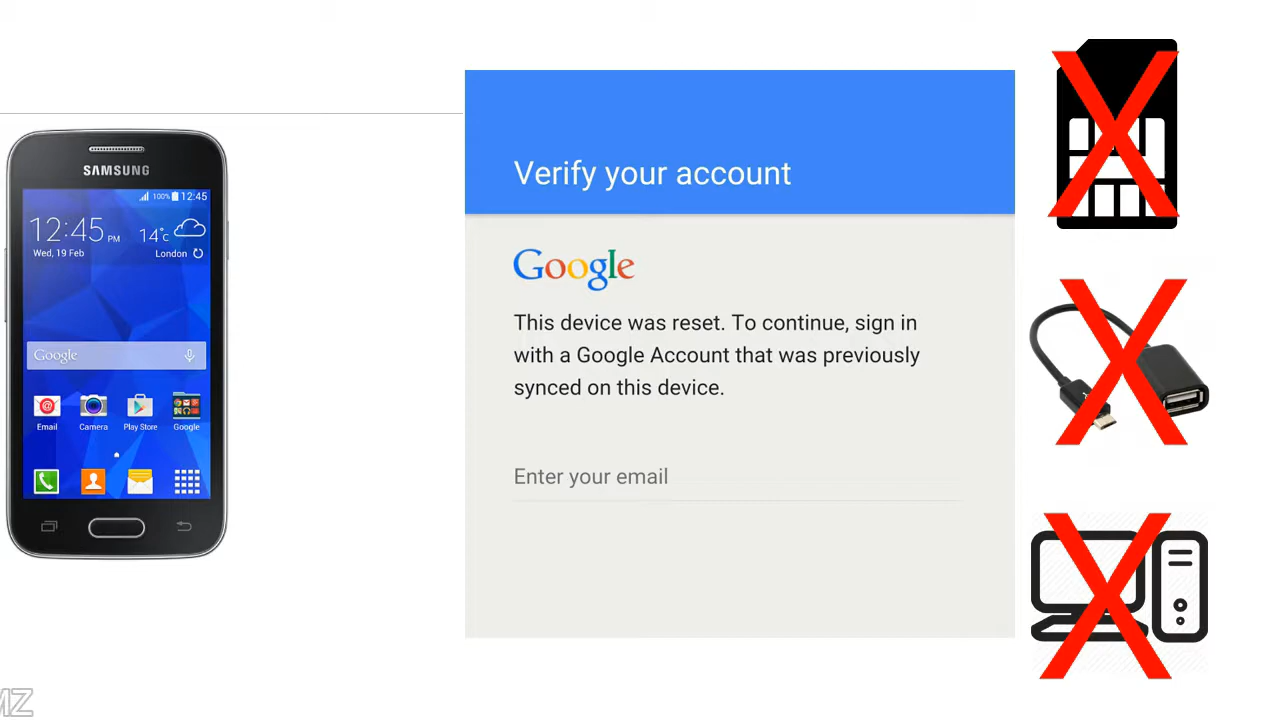 SAMSUNG
100% 12:45
12:45 PM
14°c
Wed, 19 Feb
London
Google
Email
Camera
Play Store
Google
Verify your account
Google
This device was reset. To continue, sign in
with a Google Account that was previously
synced on this device.
Enter your email
MZ